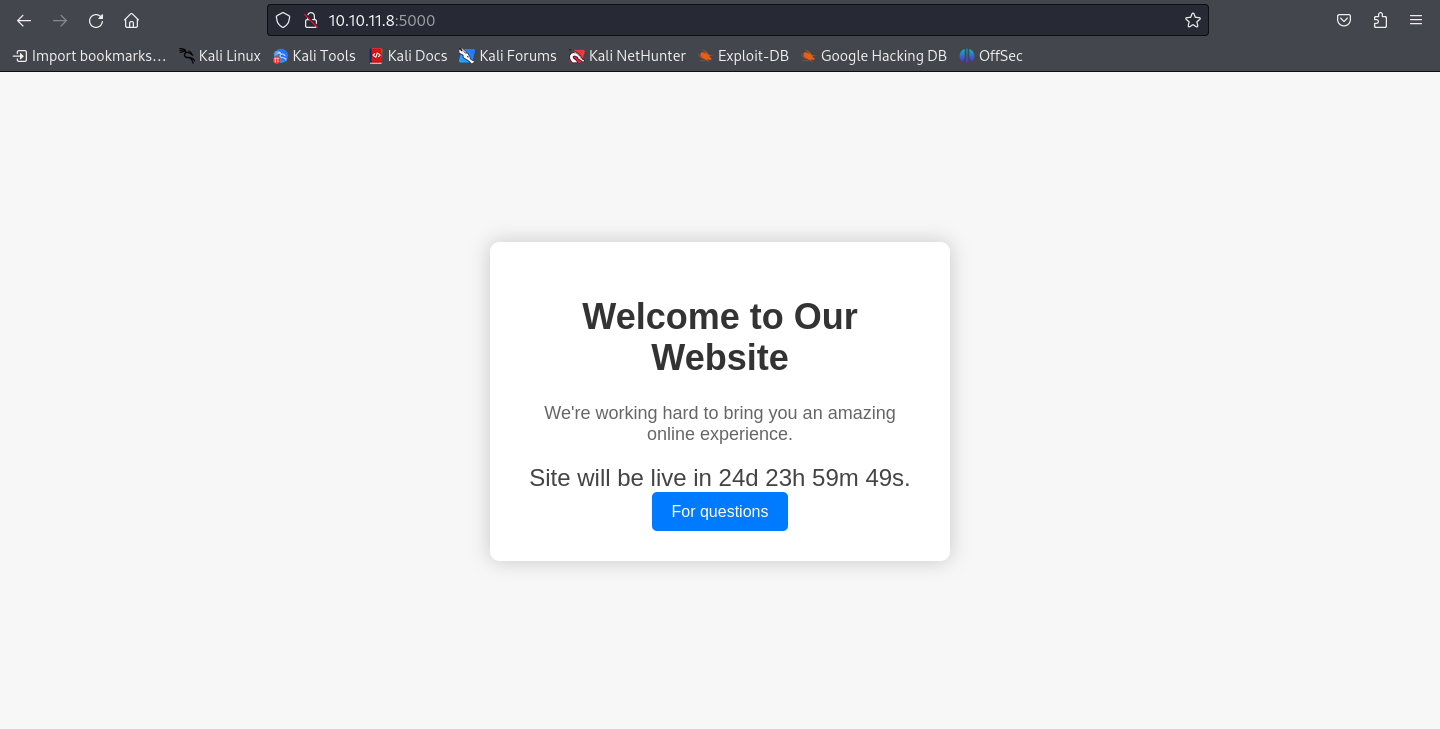 10.10.11.8:5000
Import bookmarks… Kali Linux Kali Tools Kali Docs Kali Forums Kali NetHunter Exploit-DB Google Hacking DB OffSec
Welcome to Our
Website
We're working hard to bring you an amazing
online experience.
Site will be live in 24d 23h 59m 49s.
For questions